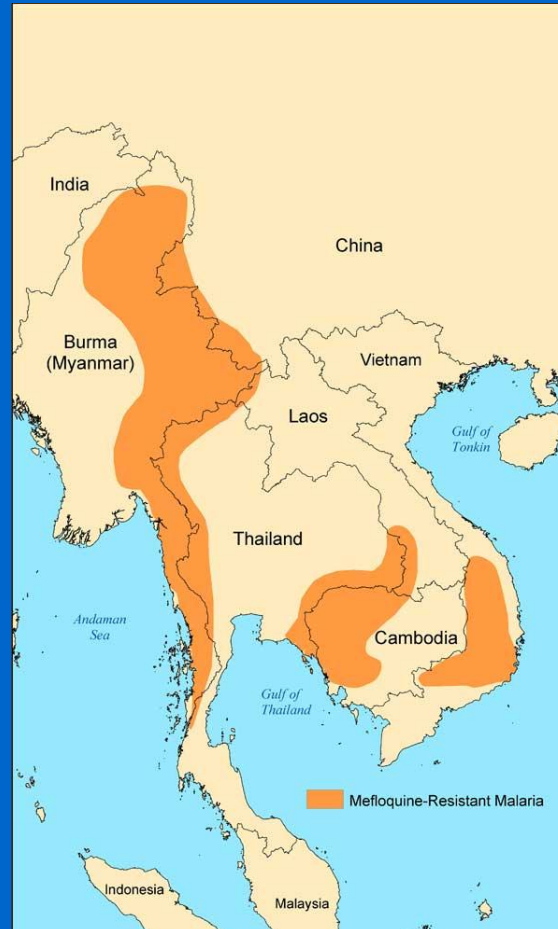 India
China
Burma
(Myanmar)
Vietnam
Laos
Gulf of
Tonkin
Thailand
Andaman
Sea
Cambodia
Gulf of
Thailand
Mefloquine-Resistant Malaria
Indonesia
Malaysia